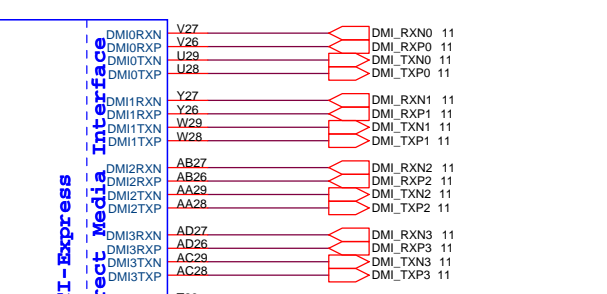 DMI0RXN V27 DMI_RXN0 11
DMI0RXP V26 DMI_RXP0 11
DMI0TXN U29 DMI_TXN0 11
DMI0TXP U28 DMI_TXP0 11
DMI1RXN Y27 DMI_RXN1 11
DMI1RXP Y26 DMI_RXP1 11
DMI1TXN W29 DMI_TXN1 11
DMI1TXP W28 DMI_TXP1 11
DMI2RXN AB27 DMI_RXN2 11
DMI2RXP AB26 DMI_RXP2 11
DMI2TXN AA29 DMI_TXN2 11
DMI2TXP AA28 DMI_TXP2 11
DMI3RXN AD27 DMI_RXN3 11
DMI3RXP AD26 DMI_RXP3 11
DMI3TXN AC29 DMI_TXN3 11
DMI3TXP AC28 DMI_TXP3 11
ect Media Interface
I-Express